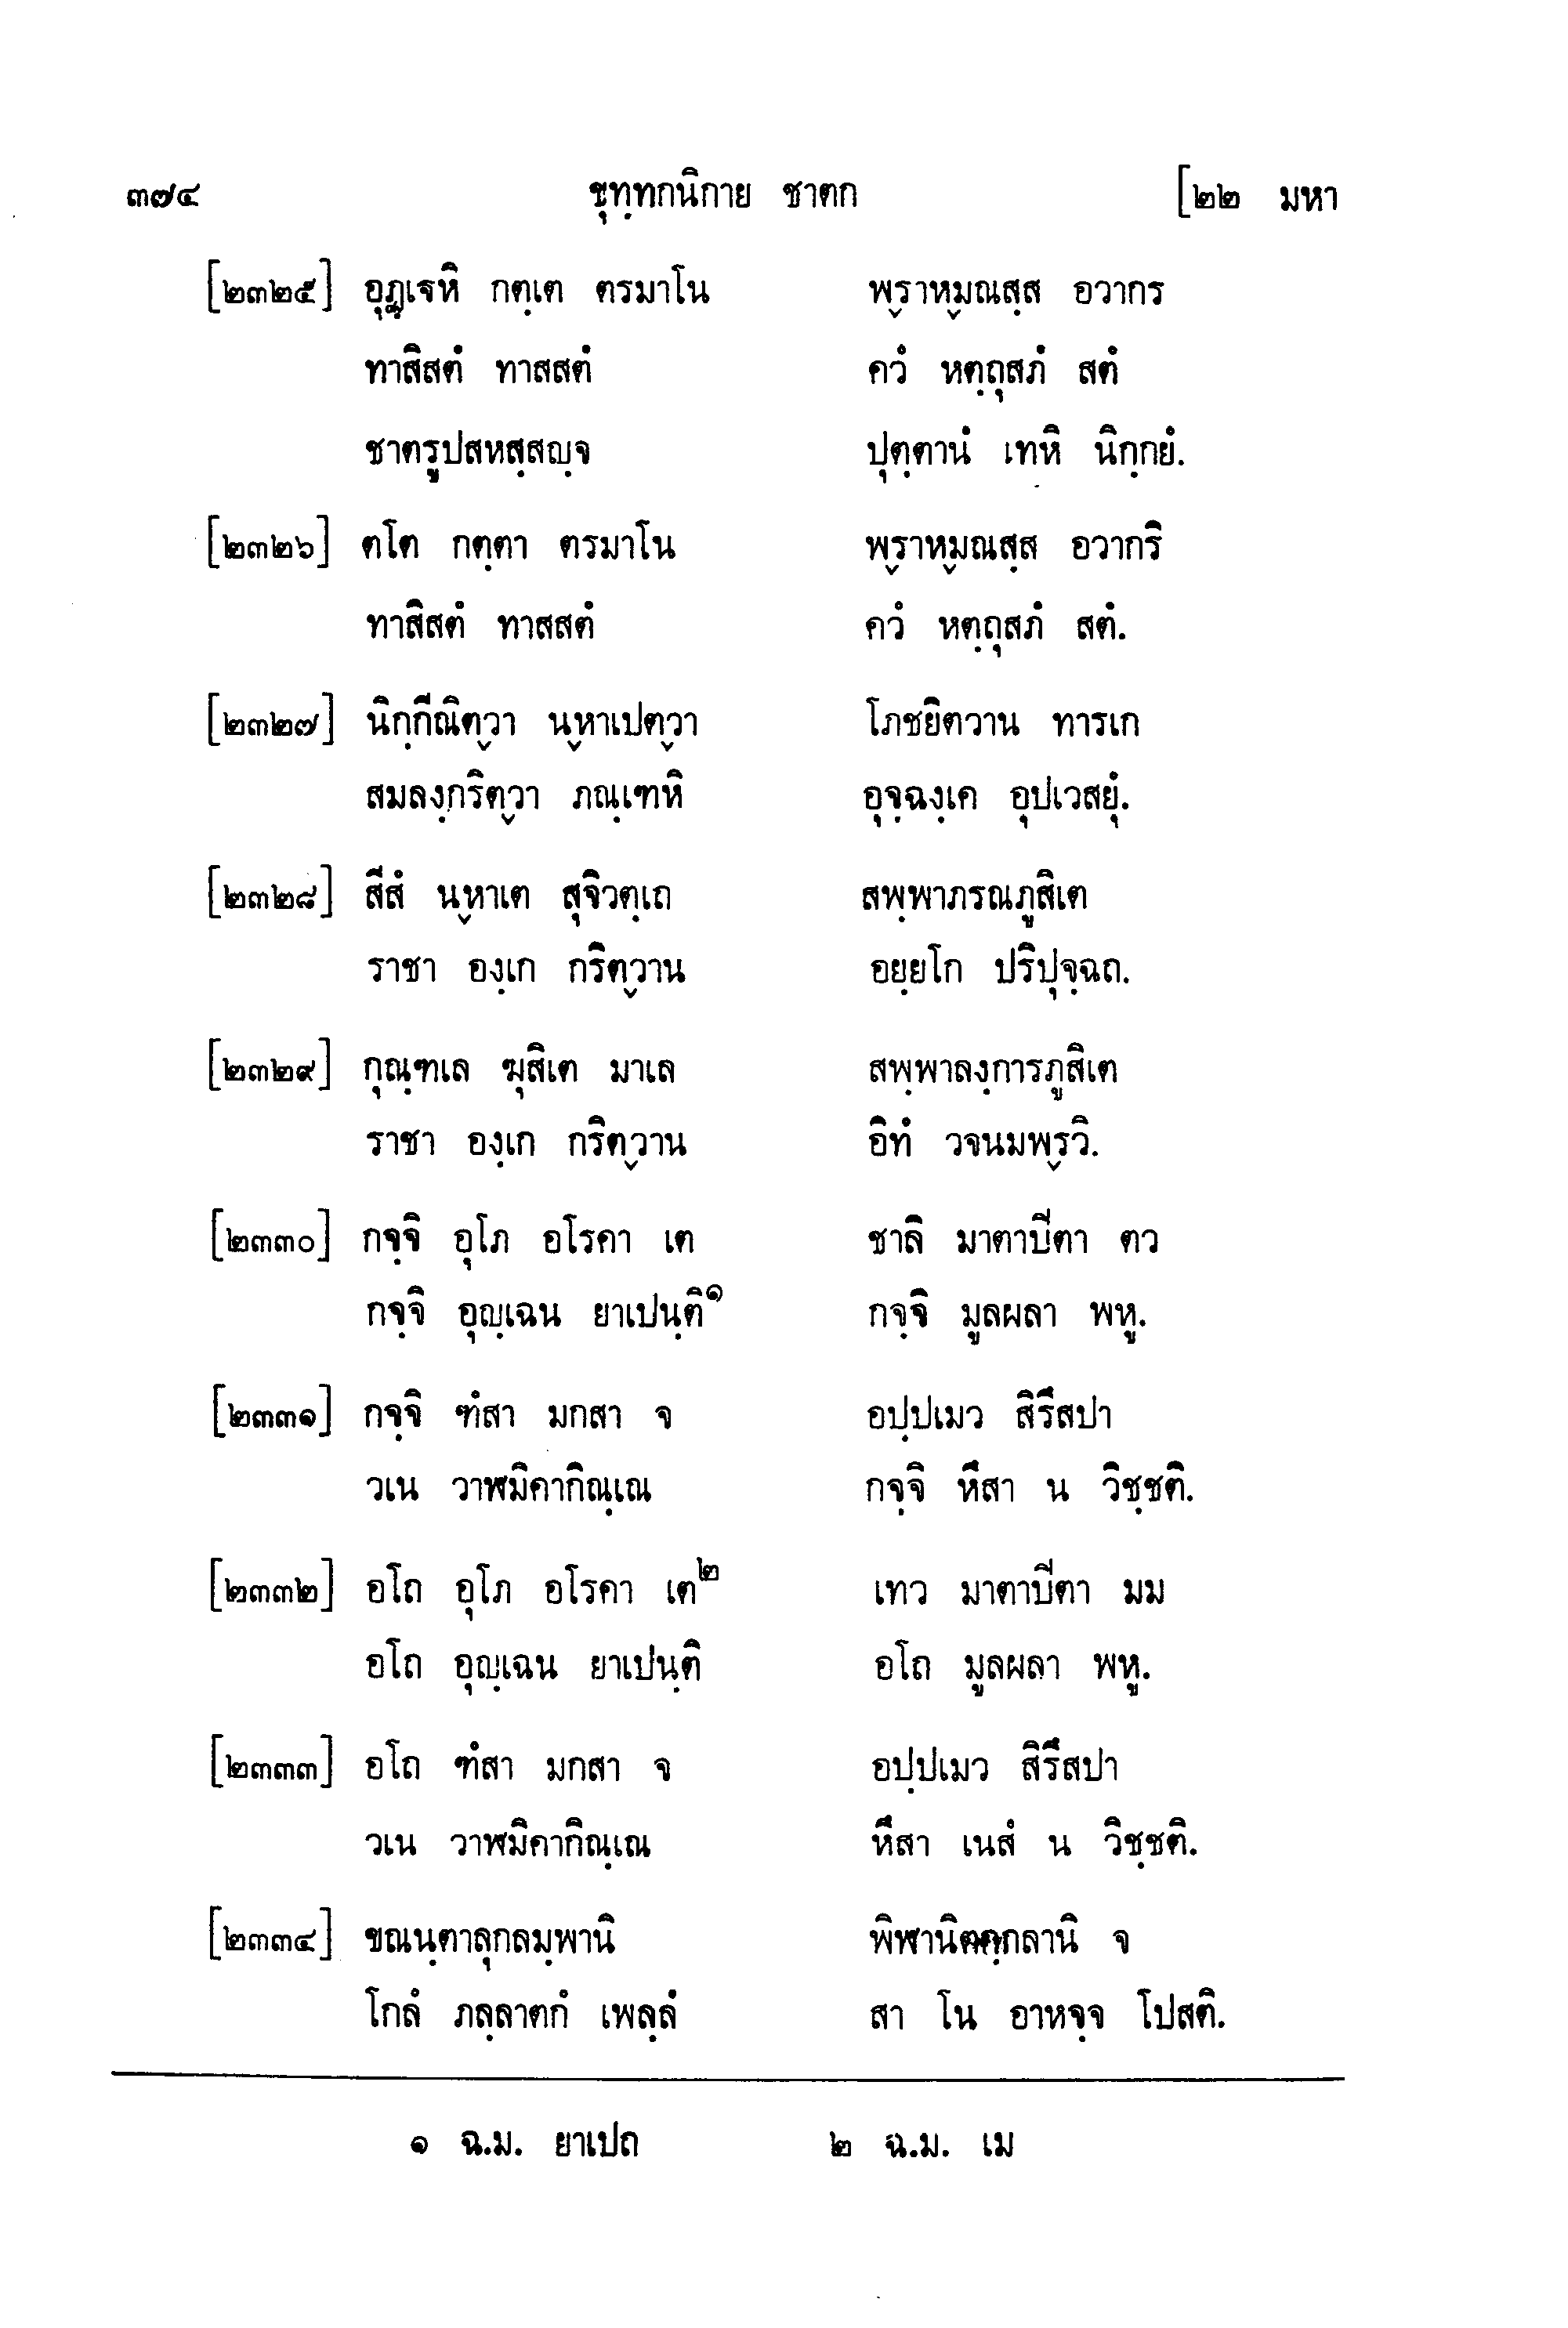 ๓๗๔ ขุทฺทกนิกาย ชาตก [๒๒ มหา
[๒๓๒๕] อุฏฺเจหิ กตฺเต ตรมาโน พฺราหฺมณสฺส อวากร
ทาสิสตํ ทาสสตํ ควํ หตฺถุสภํ สตํ
ชาตรูปสหสฺสญฺจ ปุตฺตานํ เทหิ นิกฺกยํ.
[๒๓๒๖] ตโต กตฺตา ตรมาโน พฺราหฺมณสฺส อวากริ
ทาสิสตํ ทาสสตํ ควํ หตฺถุสภํ สตํ.
[๒๓๒๗] นิกฺกีณิตฺวา นฺหาเปตฺวา โภชยิตวาน ทารเก
สมลงฺกริตฺวา ภณฺเฑหิ อุจฺฉงฺเค อุปเวสยุํ.
[๒๓๒๘] สีสํ นฺหาเต สุจิวตฺเถ สพฺพาภรณภูสิเต
ราชา องฺเก กริตฺวาน อยฺยโก ปริปุจฺฉถ.
[๒๓๒๙] กุณฺฑเล ฆุสิเต มาเล สพฺพาลงฺการภูสิเต
ราชา องฺเก กริตฺวาน อิทํ วจนมพฺรวิ.
[๒๓๓๐] กจฺจิ อุโภ อโรคา เต ชาลิ มาตาปิตา ตว
กจฺจิ อุญฺเฉน ยาเปนฺติ๑ กจฺจิ มูลผลา พหู.
[๒๓๓๑] กจฺจิ ฑํสา มกสา จ อปฺปเมว สิรึสปา
วเน วาฬมิคากิณฺเณ กจฺจิ หึสา น วิชฺชติ.
[๒๓๓๒] อโถ อุโภ อโรคา เต๒ เทว มาตาปิตา มม
อโถ อุญฺเฉน ยาเปนฺติ อโถ มูลผลา พหู.
[๒๓๓๓] อโถ ฑํสา มกสา จ อปฺปเมว สิรึสปา
วเน วาฬมิคากิณฺเณ หึสา เนสํ น วิชฺชติ.
[๒๓๓๔] ขณนฺตาลุกลมฺพานิ จ
โกลํ ภลฺลาตกํ เพลฺลํ สา โน อาหจฺจ โปสติ.
๑ ฉ.ม. ยาเปถ ๒ ฉ.ม. เม